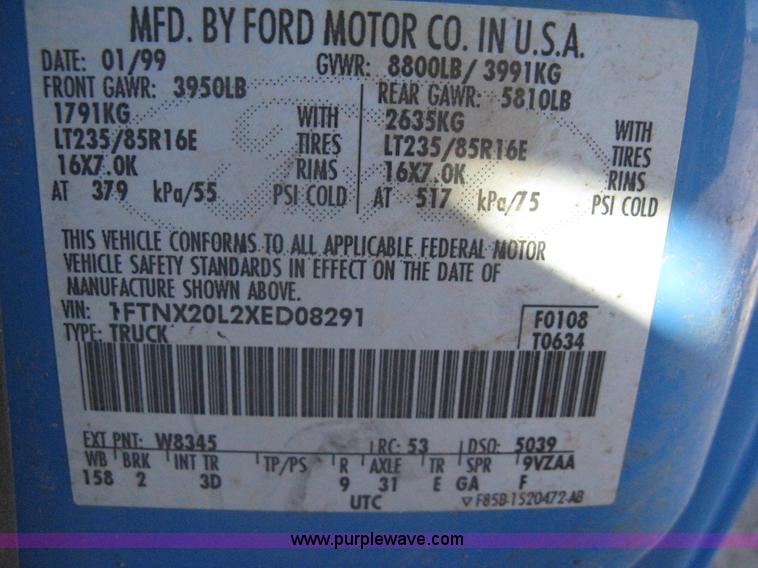 MFD. BY FORD MOTOR CO. IN U.S.A.
DATE: 01/99 GVWR: 8800LB/ 3991KG
FRONT GAWR: 3950LB REAR GAWR: 5810LB
1791KG WITH 2635KG WITH
LT235/85R16E TIRES LT235/85R16E TIRES
16X7.0K RIMS 16X7.0K RIMS
AT 379 kPa/55 PSI COLD AT 517 kPa/75 PSI COLD
THIS VEHICLE CONFORMS TO ALL APPLICABLE FEDERAL MOTOR
VEHICLE SAFETY STANDARDS IN EFFECT ON THE DATE OF
MANUFACTURE SHOWN ABOVE.
VIN: 1FTNX20L2XED08291 F0108
TYPE: TRUCK T0634
EXT PNT: W8345 RC: 53 DSO: 5039
WB BRK INT TR TP/PS R AXLE TR SPR 9VZAA
158 2 3D 9 31 E GA F
UTC ▽ F85B-1520472-AB
www.purplewave.com